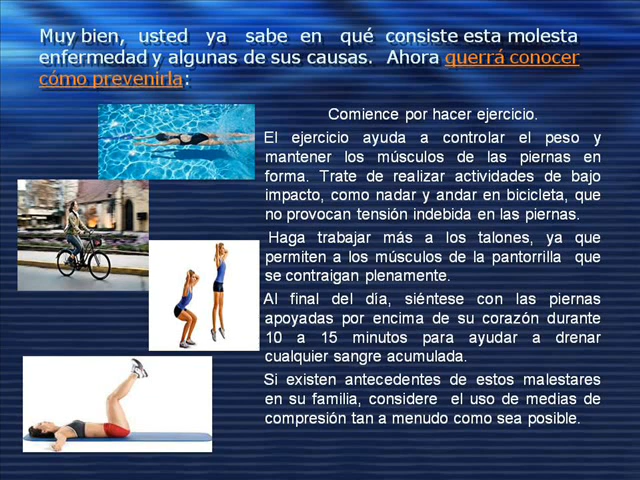 Muy bien, usted ya sabe en qué consiste esta molesta
enfermedad y algunas de sus causas. Ahora querrá conocer
cómo prevenirla:
Comience por hacer ejercicio.
El ejercicio ayuda a controlar el peso y
mantener los músculos de las piernas en
forma. Trate de realizar actividades de bajo
impacto, como nadar y andar en bicicleta, que
no provocan tensión indebida en las piernas.
Haga trabajar más a los talones, ya que
permiten a los músculos de la pantorrilla que
se contraigan plenamente.
Al final del día, siéntese con las piernas
apoyadas por encima de su corazón durante
10 a 15 minutos para ayudar a drenar
cualquier sangre acumulada.
Si existen antecedentes de estos malestares
en su familia, considere el uso de medias de
compresión tan a menudo como sea posible.